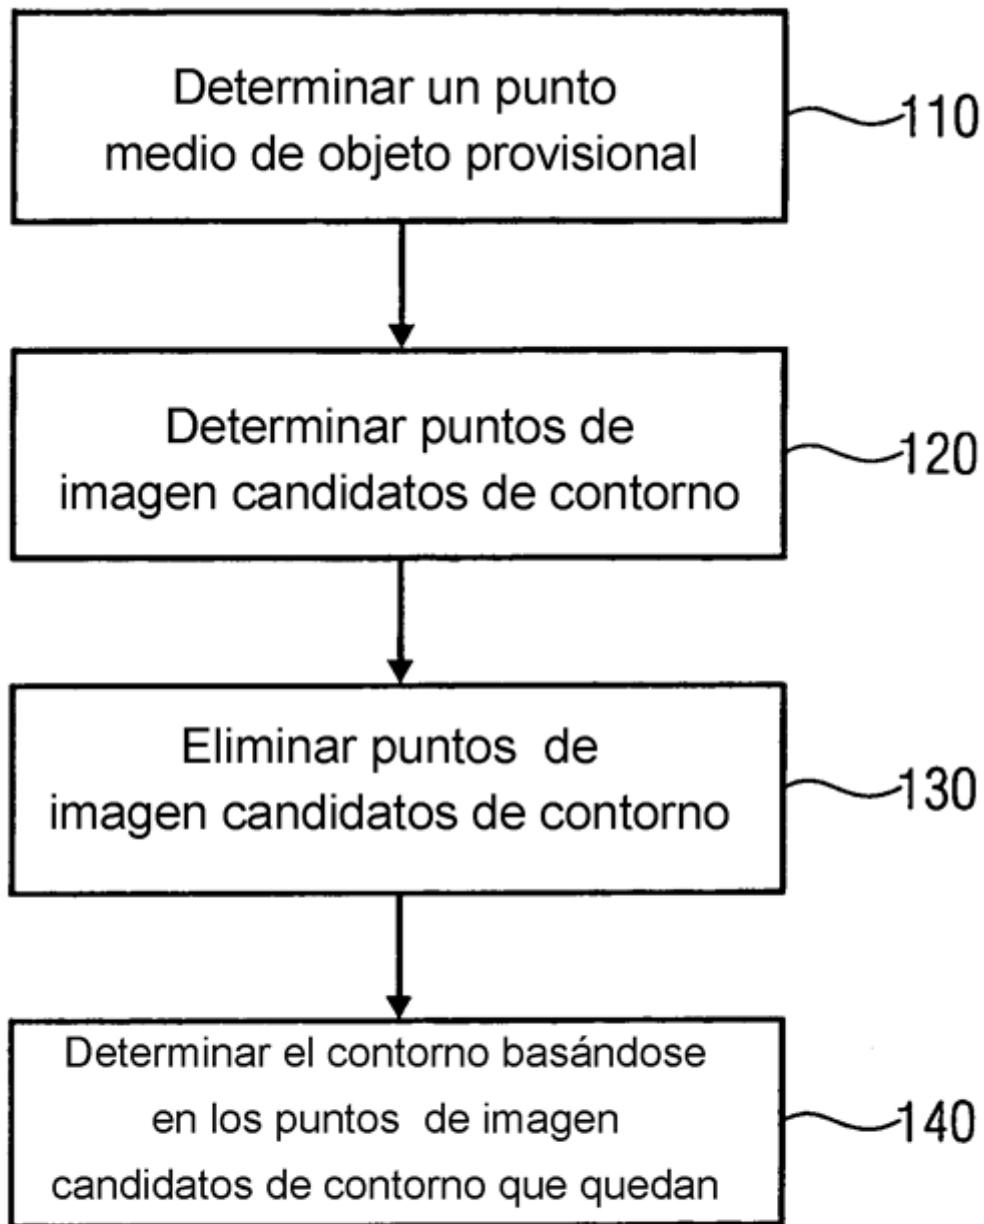 Determinar un punto
medio de objeto provisional
110
Determinar puntos de
imagen candidatos de contorno
120
Eliminar puntos de
imagen candidatos de contorno
130
Determinar el contorno basándose
en los puntos de imagen
candidatos de contorno que quedan
140